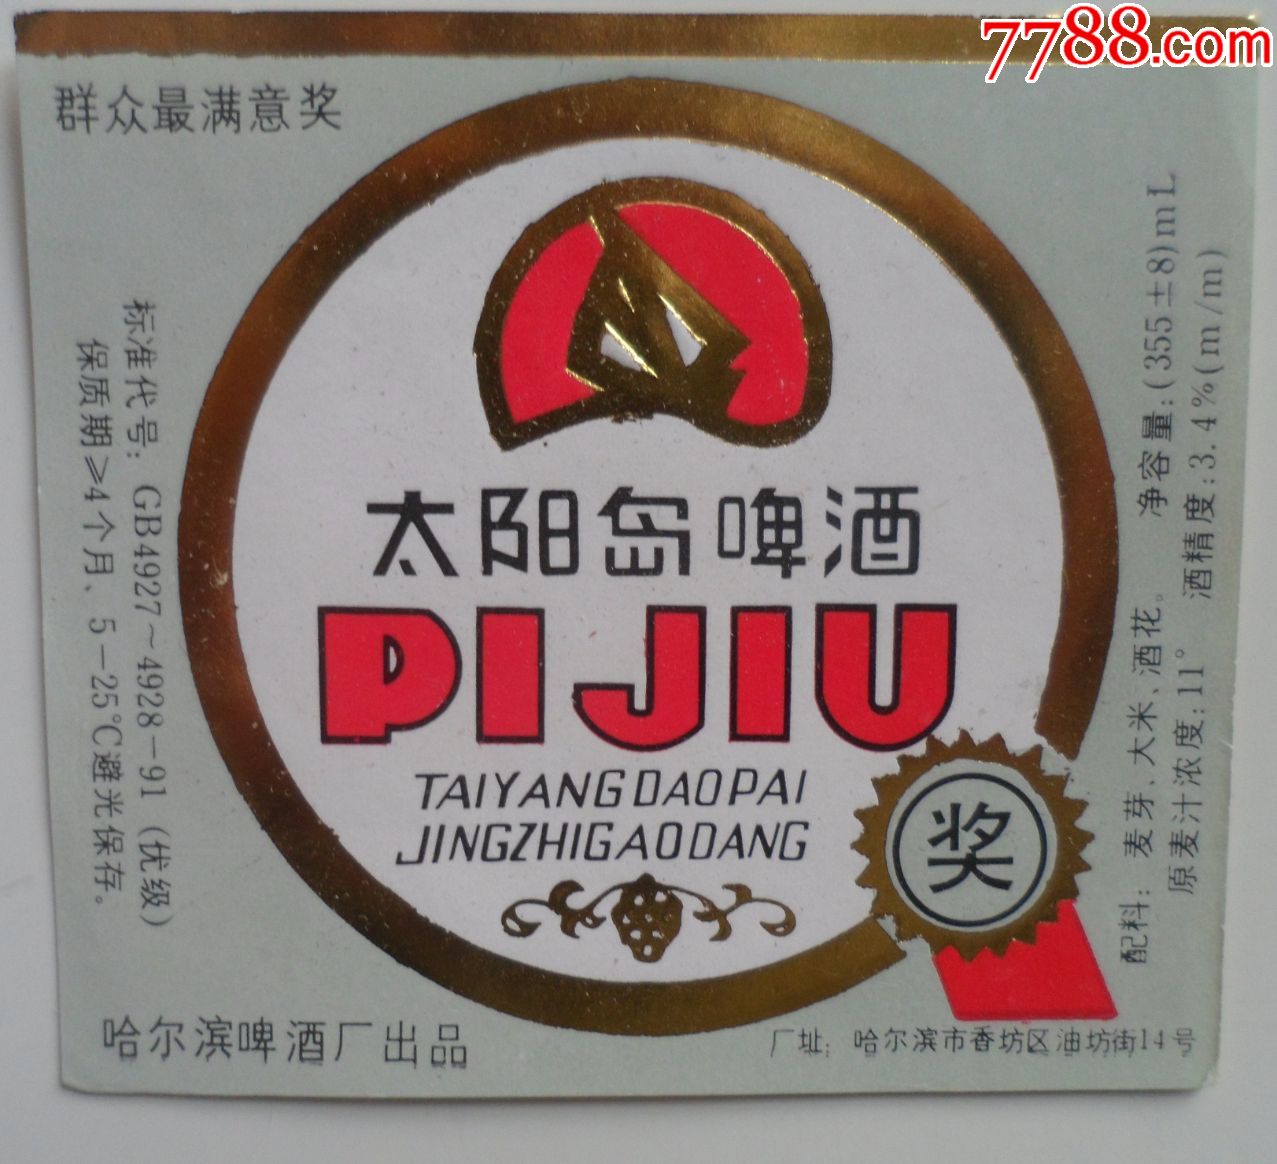 7788.com
群众最满意奖
太阳岛啤酒
PIJIU
TAIYANGDAOPAI
JINGZHIGAODANG
奖
标准代号：GB4927～4928－91（优级）
保质期≥4个月、5－25℃避光保存。
配料：麦芽、大米、酒花。 净容量：(355±8)mL
原麦汁浓度：11° 酒精度：3.4%(m/m)
哈尔滨啤酒厂出品
厂址：哈尔滨市香坊区油坊街14号